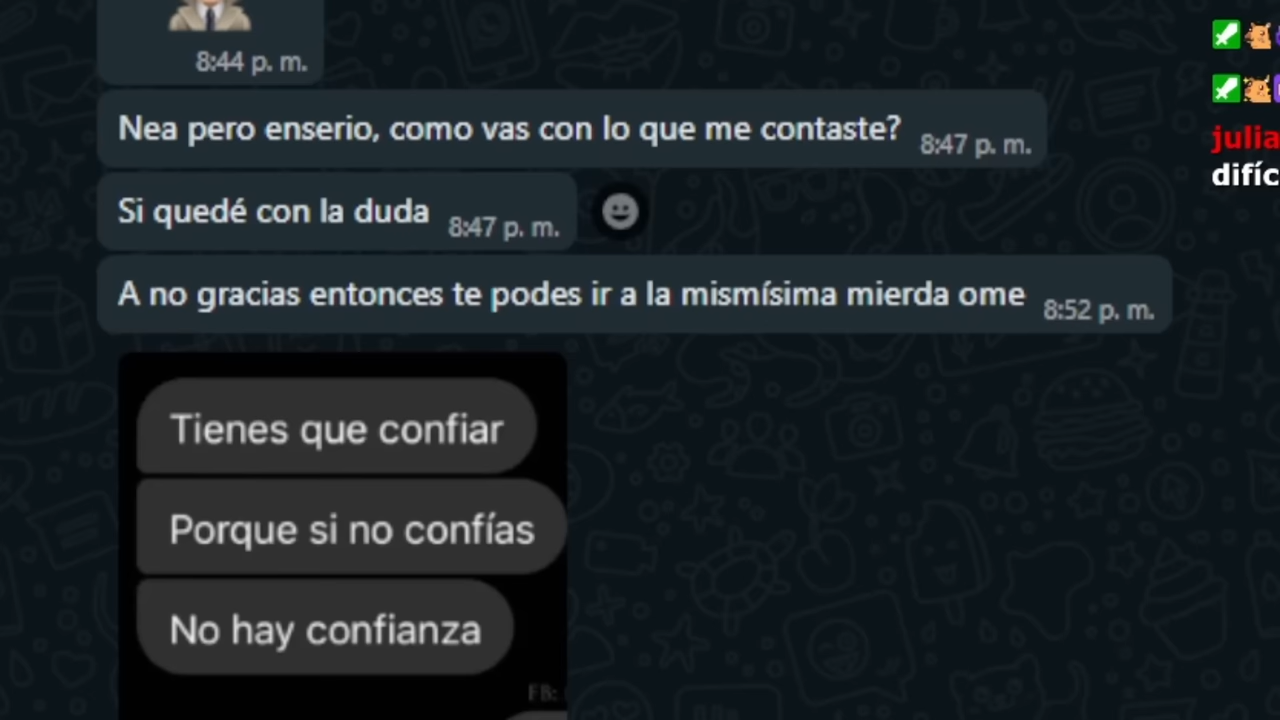 8:44 p. m.
Nea pero enserio, como vas con lo que me contaste? 8:47 p. m.
Si quedé con la duda 8:47 p. m.
A no gracias entonces te podes ir a la mismísima mierda ome 8:52 p. m.
Tienes que confiar
Porque si no confías
No hay confianza
FB:
julia
difíc